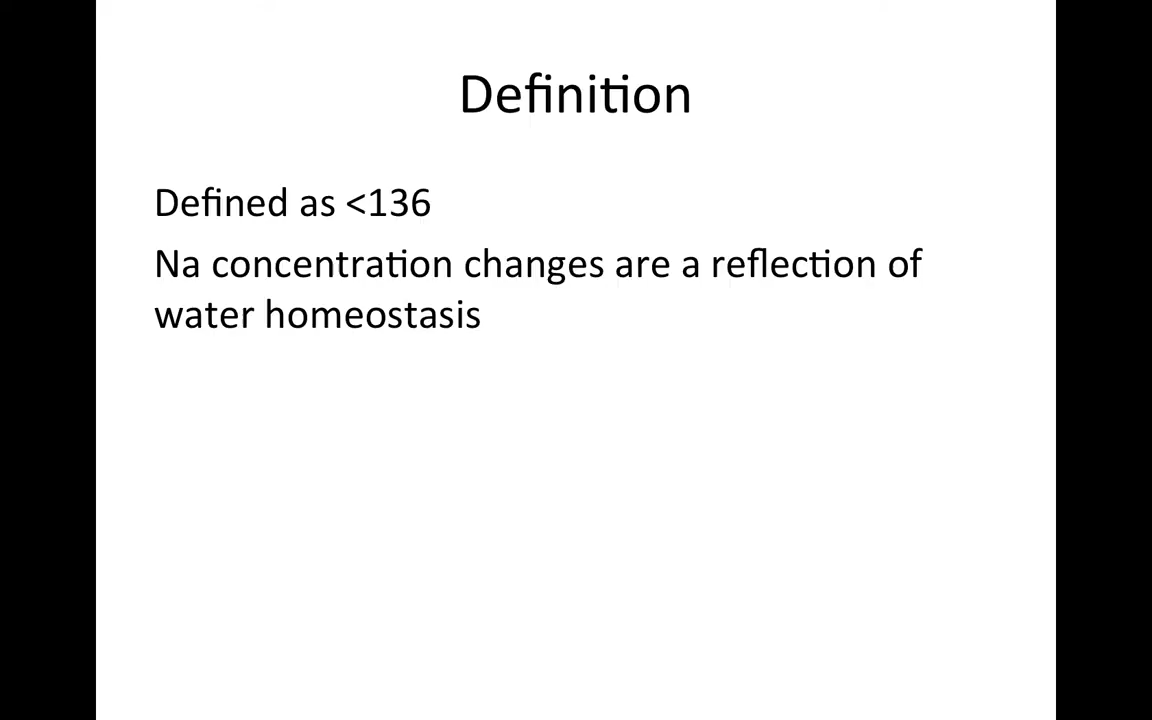 Definition
Defined as <136
Na concentration changes are a reflection of
water homeostasis